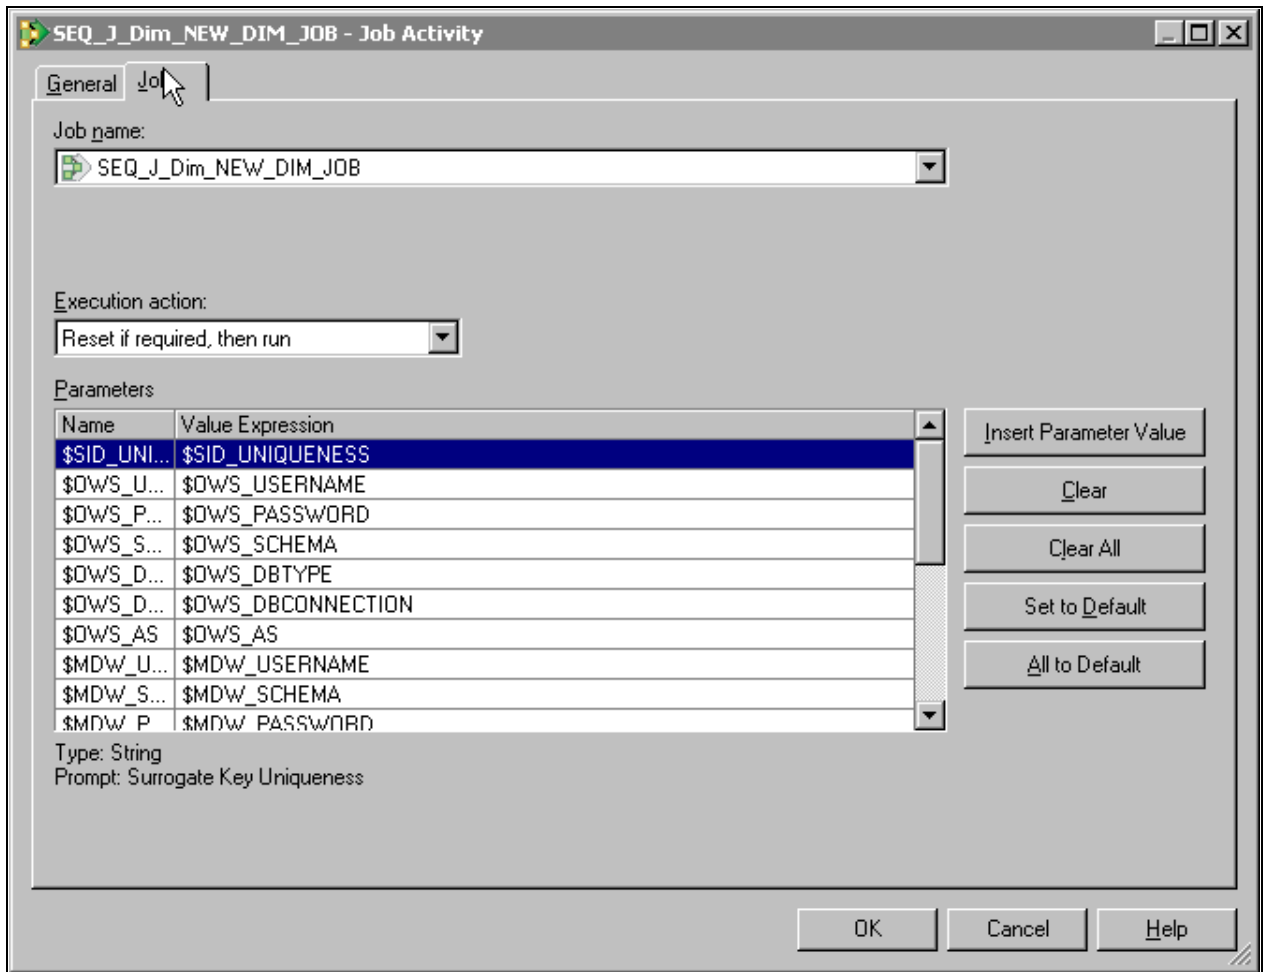 SEQ_J_Dim_NEW_DIM_JOB - Job Activity
General Jo
Job name:
SEQ_J_Dim_NEW_DIM_JOB
Execution action:
Reset if required, then run
Parameters
Name Value Expression
$SID_UNI... $SID_UNIQUENESS
$OWS_U... $OWS_USERNAME
$OWS_P... $OWS_PASSWORD
$OWS_S... $OWS_SCHEMA
$OWS_D... $OWS_DBTYPE
$OWS_D... $OWS_DBCONNECTION
$OWS_AS $OWS_AS
$MDW_U... $MDW_USERNAME
$MDW_S... $MDW_SCHEMA
$MDW_P $MDW_PASSWORD
Insert Parameter Value
Clear
Clear All
Set to Default
All to Default
Type: String
Prompt: Surrogate Key Uniqueness
OK Cancel Help